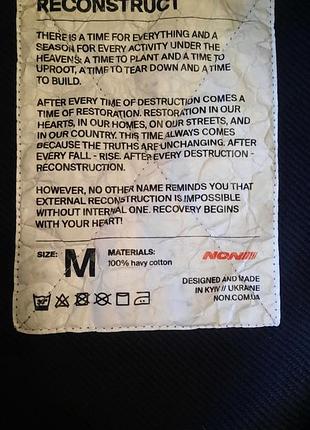 RECONSTRUCT
THERE IS A TIME FOR EVERYTHING AND A
SEASON FOR EVERY ACTIVITY UNDER THE
HEAVENS: A TIME TO PLANT AND A TIME TO
UPROOT, A TIME TO TEAR DOWN AND A TIME
TO BUILD.
AFTER EVERY TIME OF DESTRUCTION COMES A
TIME OF RESTORATION. RESTORATION IN OUR
HEARTS, IN OUR HOMES, ON OUR STREETS, AND
IN OUR COUNTRY. THIS TIME ALWAYS COMES
BECAUSE THE TRUTHS ARE UNCHANGING. AFTER
EVERY FALL - RISE. AFTER EVERY DESTRUCTION -
RECONSTRUCTION.
HOWEVER, NO OTHER NAME REMINDS YOU THAT
EXTERNAL RECONSTRUCTION IS IMPOSSIBLE
WITHOUT INTERNAL ONE. RECOVERY BEGINS
WITH YOUR HEART!
SIZE: M
MATERIALS:
100% havy cotton
NON
DESIGNED AND MADE
IN KYIV // UKRAINE
NON.COM.UA